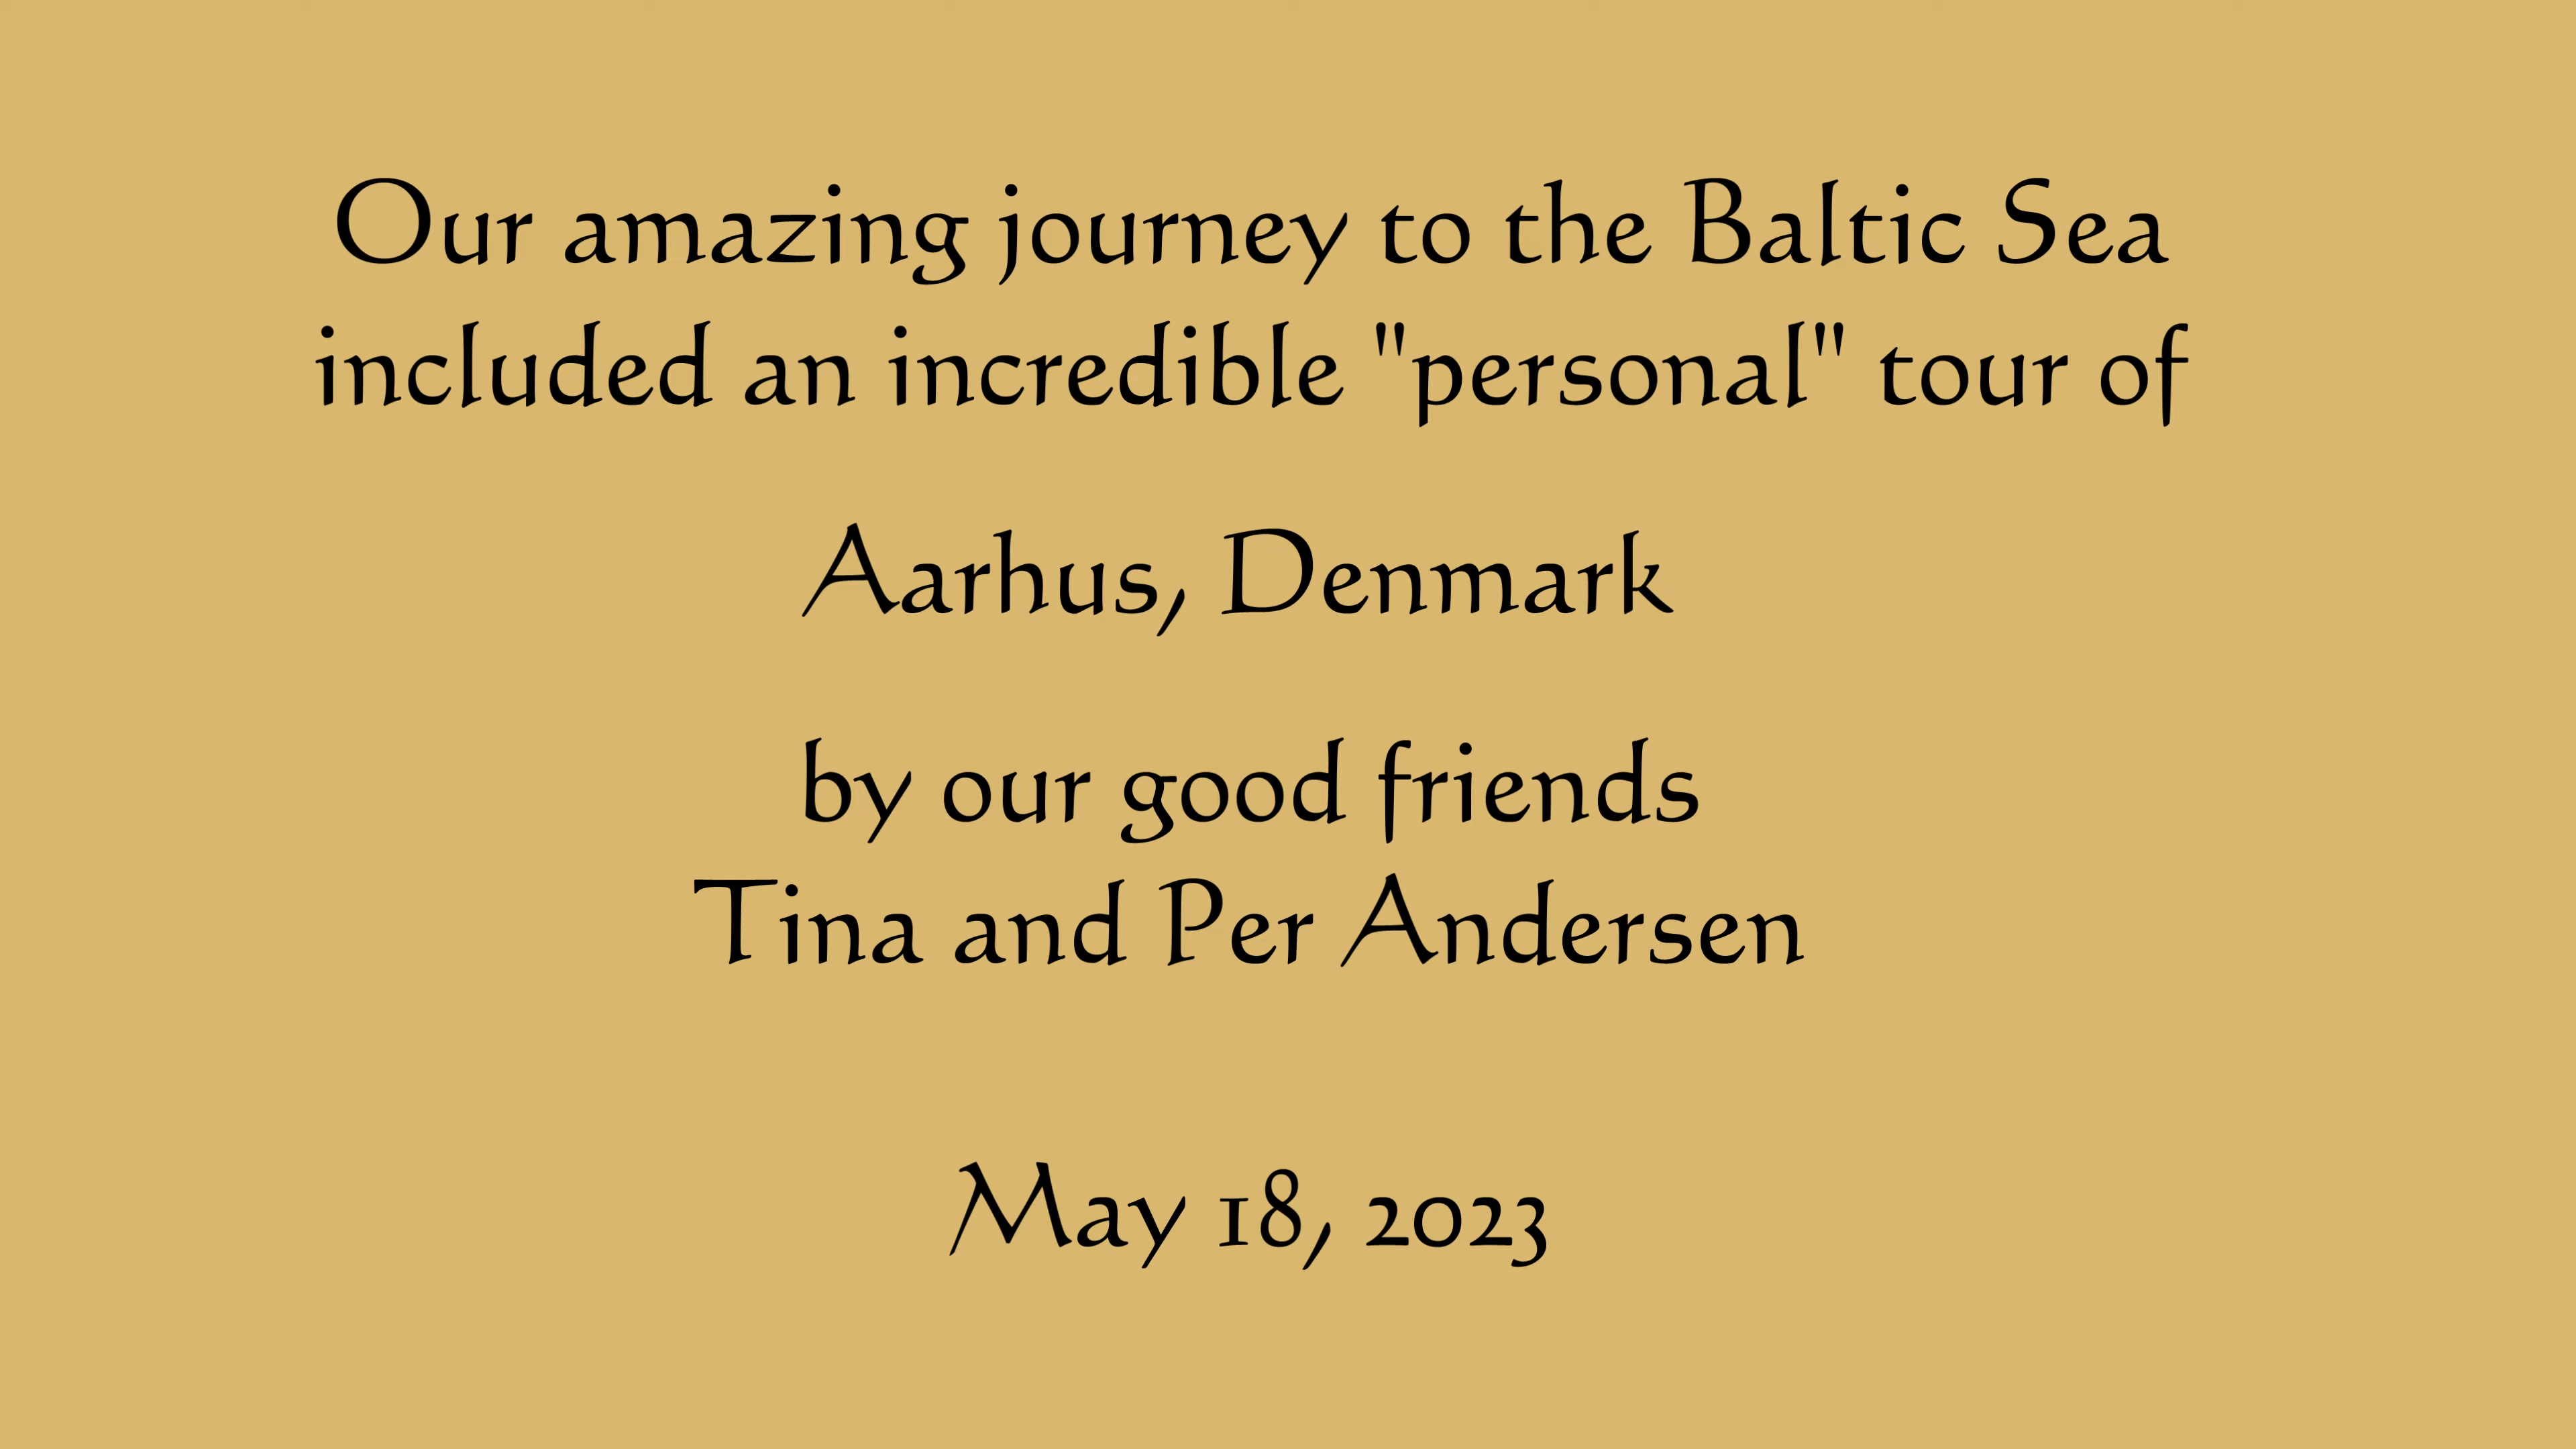 Our amazing journey to the Baltic Sea
included an incredible "personal" tour of
Aarhus, Denmark
by our good friends
Tina and Per Andersen
May 18, 2023